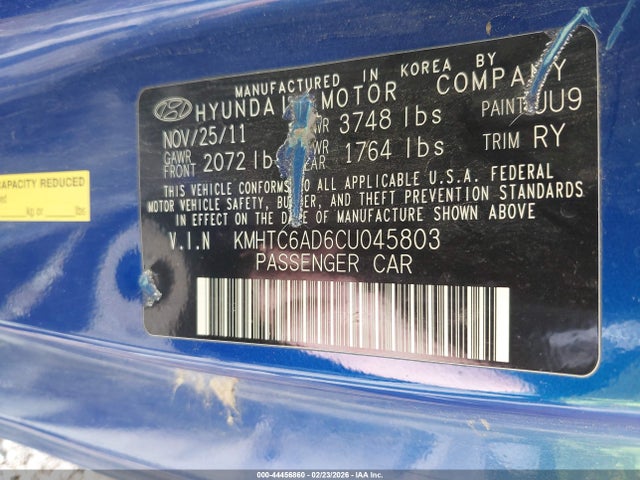 MANUFACTURED IN KOREA BY
HYUNDAI MOTOR COMPANY
NOV/25/11 3748 lbs PAINT UU9
GAWR FRONT 2072 lb 1764 lbs TRIM RY
THIS VEHICLE CONFORMS TO ALL APPLICABLE U.S.A. FEDERAL
MOTOR VEHICLE SAFETY, BUMPER, AND THEFT PREVENTION STANDARDS
IN EFFECT ON THE DATE OF MANUFACTURE SHOWN ABOVE
V.I.N KMHTC6AD6CU045803
PASSENGER CAR
CAPACITY REDUCED
kg or lbs
000-44456860 - 02/23/2026 - IAA Inc.